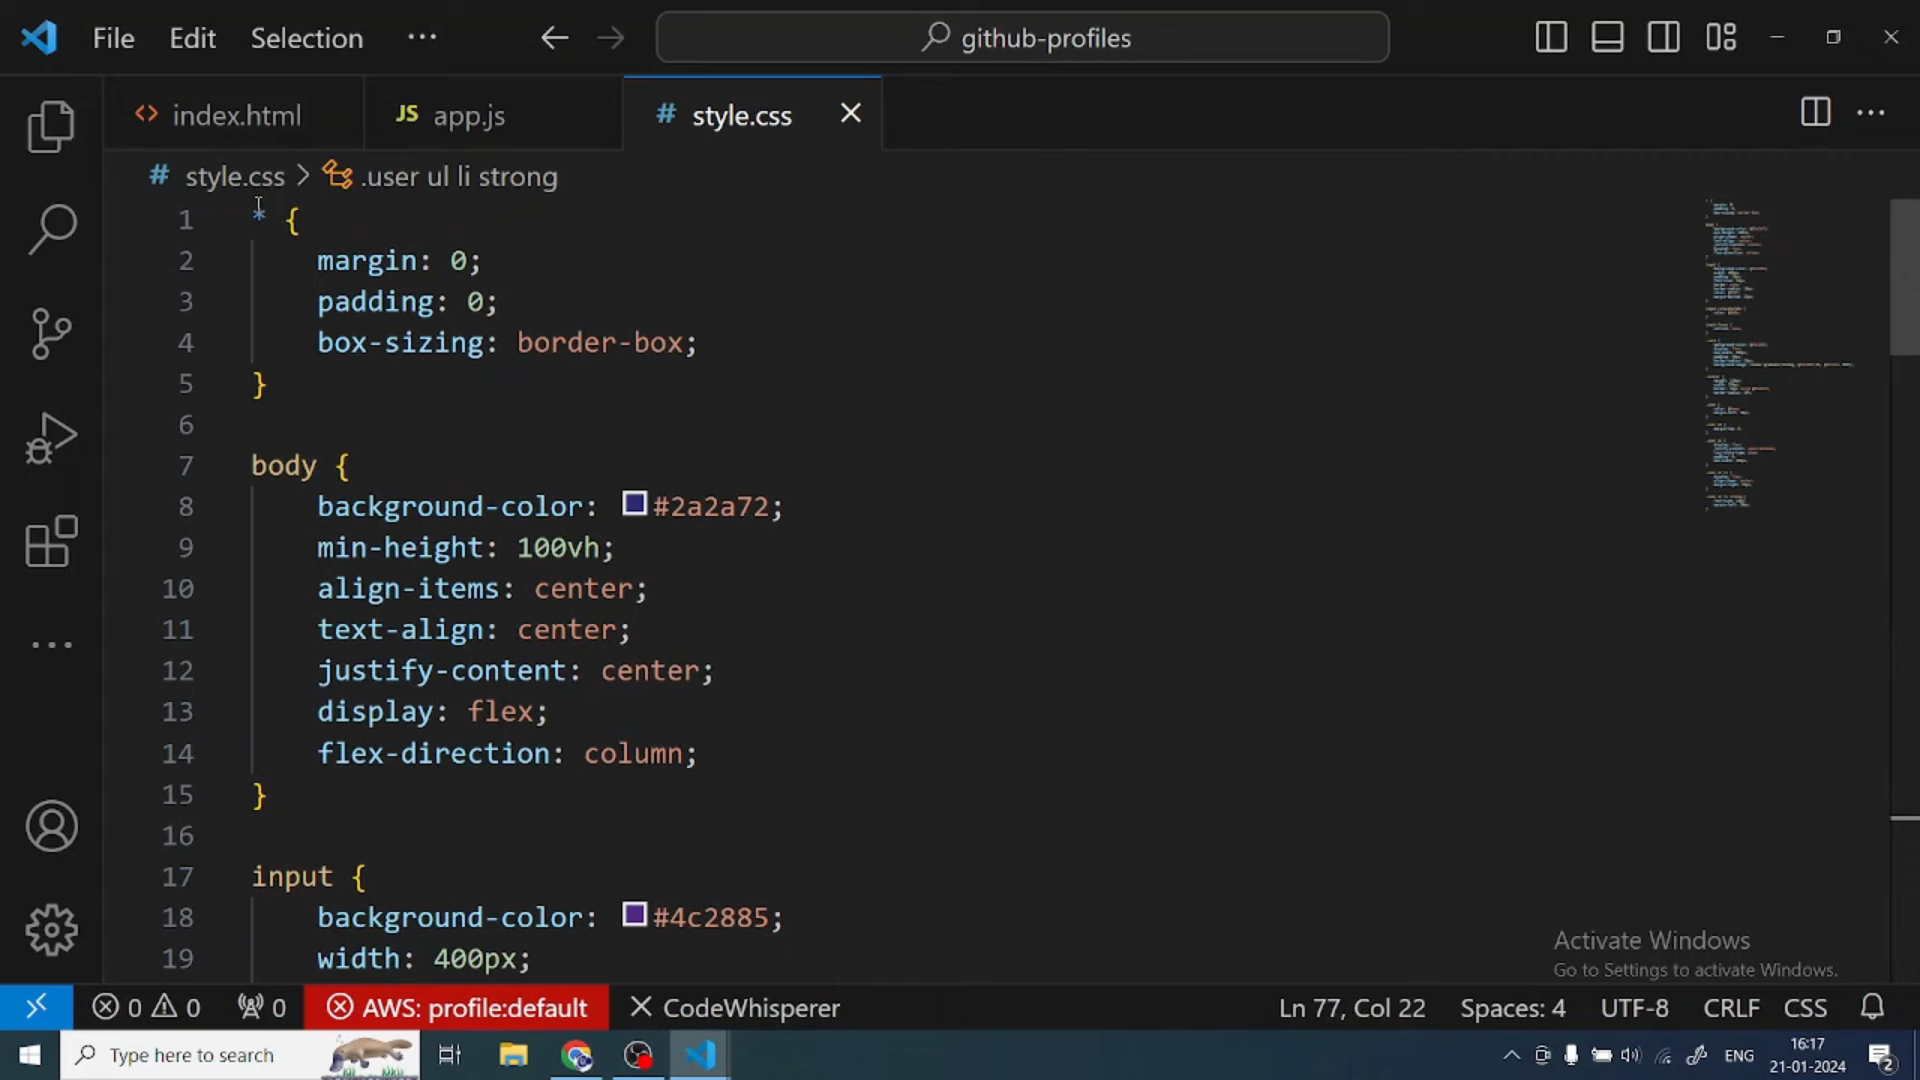 File Edit Selection ··· github-profiles
index.html JS app.js # style.css
# style.css > .user ul li strong
1 * {
2 margin: 0;
3 padding: 0;
4 box-sizing: border-box;
5 }
6
7 body {
8 background-color: #2a2a72;
9 min-height: 100vh;
10 align-items: center;
11 text-align: center;
12 justify-content: center;
13 display: flex;
14 flex-direction: column;
15 }
16
17 input {
18 background-color: #4c2885;
19 width: 400px;
Activate Windows
Go to Settings to activate Windows.
0 0 0 AWS: profile:default CodeWhisperer Ln 77, Col 22 Spaces: 4 UTF-8 CRLF CSS
Type here to search ENG 16:17
21-01-2024 2